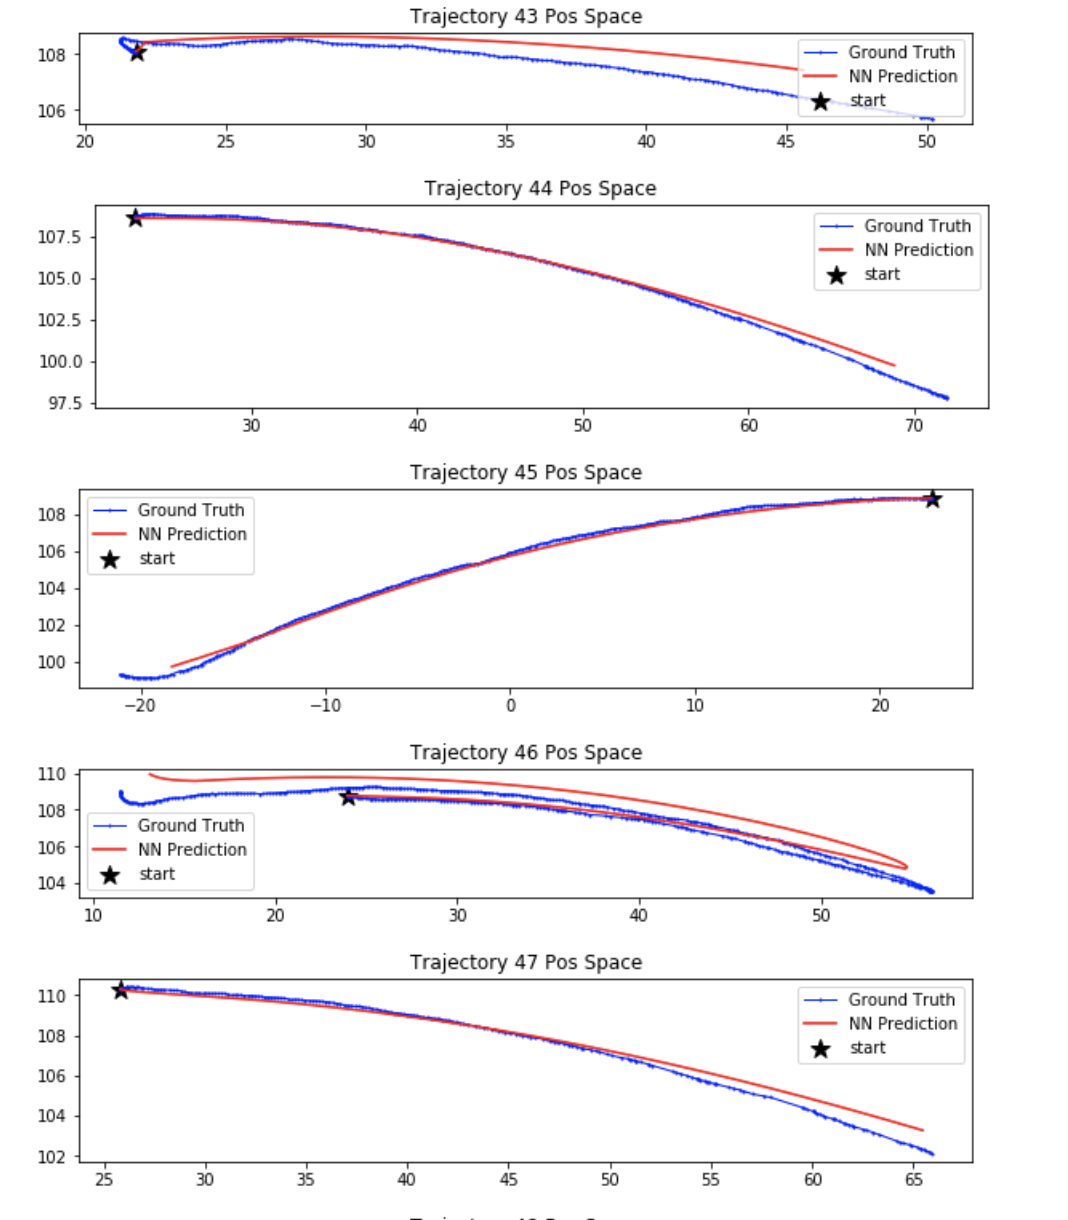 Trajectory 43 Pos Space
108
106
Ground Truth
NN Prediction
start
20 25 30 35 40 45 50
Trajectory 44 Pos Space
107.5
105.0
102.5
100.0
97.5
Ground Truth
NN Prediction
start
30 40 50 60 70
Trajectory 45 Pos Space
108
106
104
102
100
Ground Truth
NN Prediction
start
−20 −10 0 10 20
Trajectory 46 Pos Space
110
108
106
104
Ground Truth
NN Prediction
start
10 20 30 40 50
Trajectory 47 Pos Space
110
108
106
104
102
Ground Truth
NN Prediction
start
25 30 35 40 45 50 55 60 65